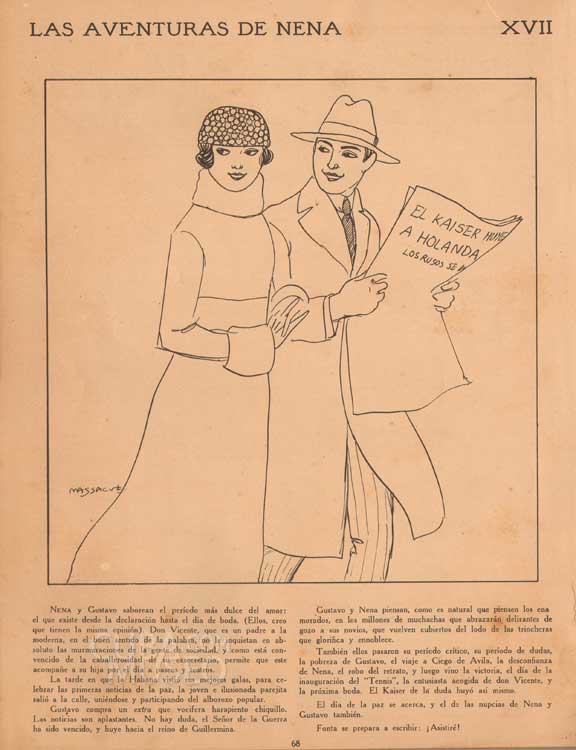 LAS AVENTURAS DE NENA XVII
EL KAISER HUYE
A HOLANDA
LOS RUSOS SE
MASSAGUER
NENA y Gustavo saborean el período más dulce del amor:
el que existe desde la declaración hasta el día de boda. (Ellos, creo
que tienen la misma opinión). Don Vicente, que es un padre a la
moderna, en el buen sentido de la palabra, no le inquietan en ab-
soluto las murmuraciones de la gente de sociedad, y como está con-
vencido de la caballerosidad de su exoccetapio, permite que este
acompañe a su hija por el día a paseos y teatros.
La tarde en que la Habana vistió sus mejores galas, para ce-
lebrar las primeras noticias de la paz, la joven e ilusionada parejita
salió a la calle, uniéndose y participando del alborozo popular.
Gustavo compra un extra que vocifera harapiento chiquillo.
Las noticias son aplastantes. No hay duda, el Señor de la Guerra
ha sido vencido, y huye hacia el reino de Guillermina.
Gustavo y Nena piensan, como es natural que piensen los ena
morados, en las millones de muchachas que abrazarán delirantes de
gozo a sus novios, que vuelven cubiertos del lodo de las trincheras
que glorifica y ennoblece.
También ellos pasaron su período crítico, su período de dudas,
la pobreza de Gustavo, el viaje a Ciego de Avila, la desconfianza
de Nena, el robo del retrato, y luego vino la victoria, el día de la
inauguración del "Tennis", la entusiasta acogida de don Vicente, y
la próxima boda. El Kaiser de la duda huyó así mismo.
El día de la paz se acerca, y el de las nupcias de Nena y
Gustavo también.
Fonta se prepara a escribir: ¡Asistiré!
68